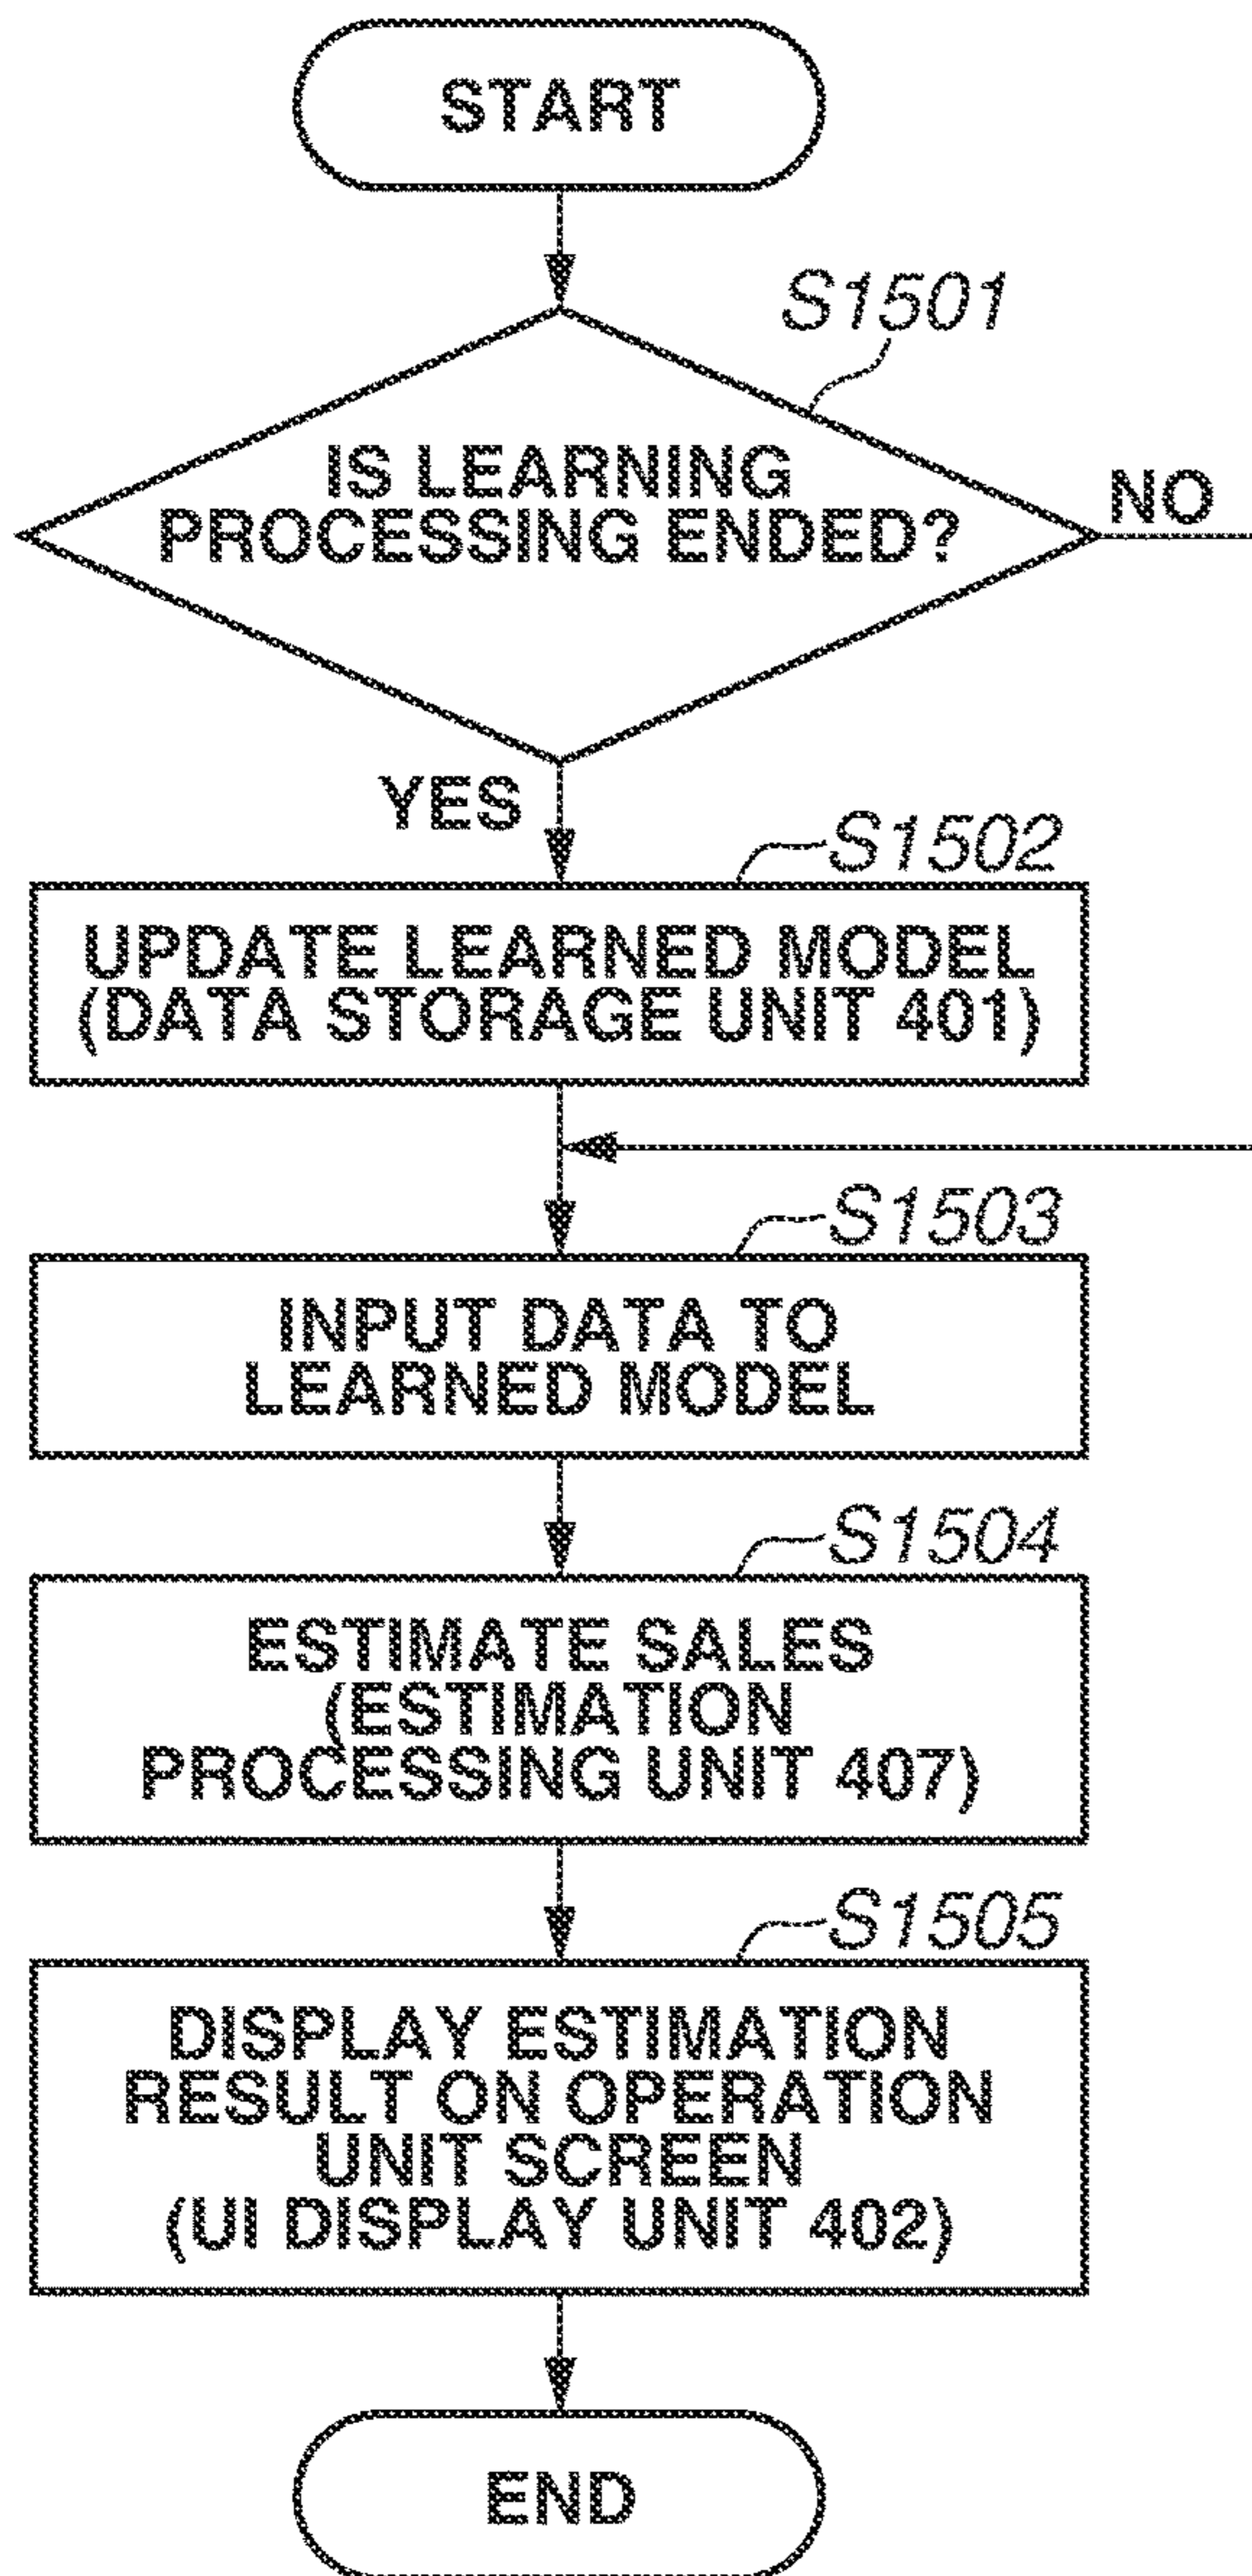 START
S1501
IS LEARNING
PROCESSING ENDED?
NO
YES
S1502
UPDATE LEARNED MODEL
(DATA STORAGE UNIT 401)
S1503
INPUT DATA TO
LEARNED MODEL
S1504
ESTIMATE SALES
(ESTIMATION
PROCESSING UNIT 407)
S1505
DISPLAY ESTIMATION
RESULT ON OPERATION
UNIT SCREEN
(UI DISPLAY UNIT 402)
END